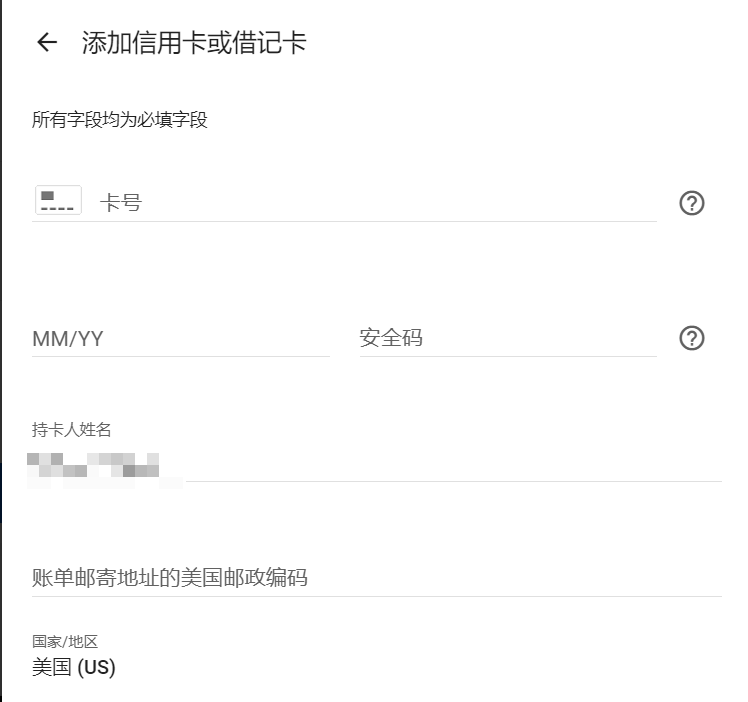 添加信用卡或借记卡
所有字段均为必填字段
卡号
MM/YY
安全码
持卡人姓名
账单邮寄地址的美国邮政编码
国家/地区
美国 (US)